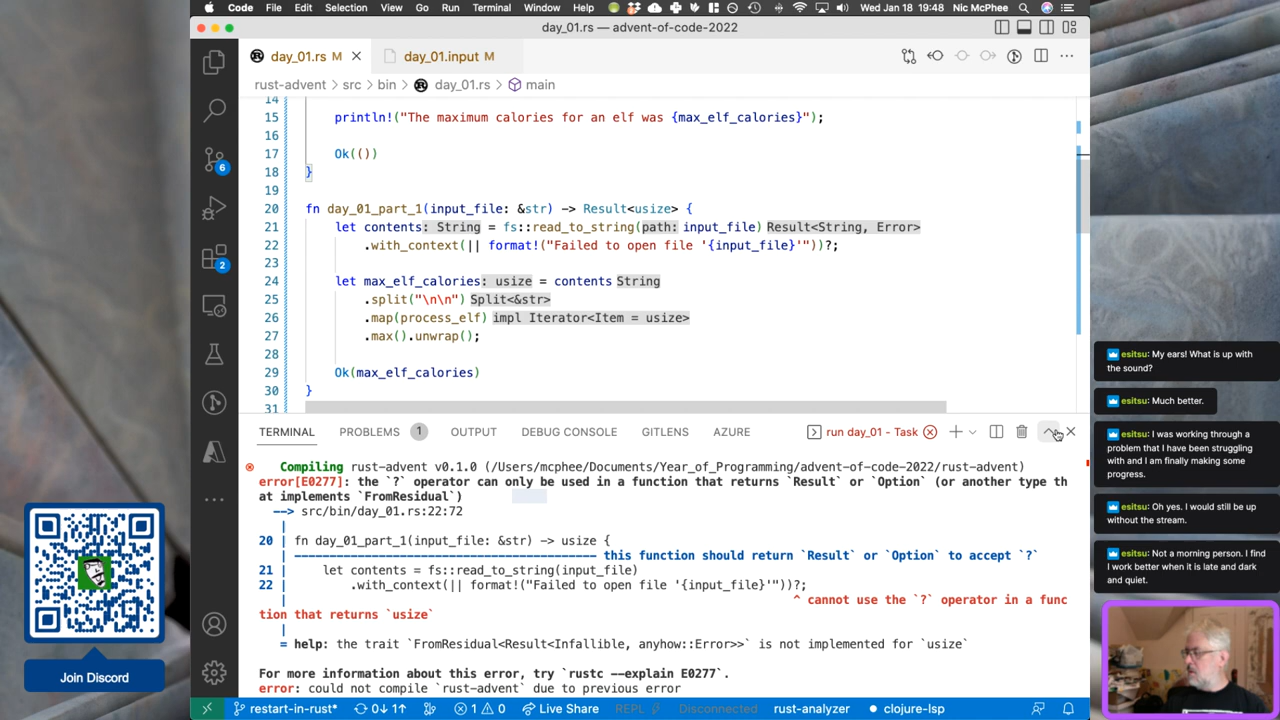 Code File Edit Selection View Go Run Terminal Window Help Wed Jan 18 19:48 Nic McPhee
day_01.rs — advent-of-code-2022
day_01.rs M
day_01.input M
rust-advent > src > bin > day_01.rs > main
14
15 println!("The maximum calories for an elf was {max_elf_calories}");
16
17 Ok(())
18 }
19
20 fn day_01_part_1(input_file: &str) -> Result<usize> {
21 let contents: String = fs::read_to_string(path: input_file) Result<String, Error>
22 .with_context(|| format!("Failed to open file '{input_file}'"))?;
23
24 let max_elf_calories: usize = contents String
25 .split("\n\n") Split<&str>
26 .map(process_elf) impl Iterator<Item = usize>
27 .max().unwrap();
28
29 Ok(max_elf_calories)
30 }
31
6
2
TERMINAL PROBLEMS 1 OUTPUT DEBUG CONSOLE GITLENS AZURE run day_01 - Task
Compiling rust-advent v0.1.0 (/Users/mcphee/Documents/Year_of_Programming/advent-of-code-2022/rust-advent)
error[E0277]: the `?` operator can only be used in a function that returns `Result` or `Option` (or another type th
at implements `FromResidual`)
--> src/bin/day_01.rs:22:72
|
20 | fn day_01_part_1(input_file: &str) -> usize {
| ----------------------------------------- this function should return `Result` or `Option` to accept `?`
21 | let contents = fs::read_to_string(input_file)
22 | .with_context(|| format!("Failed to open file '{input_file}'"))?;
| ^ cannot use the `?` operator in a func
tion that returns `usize`
|
= help: the trait `FromResidual<Result<Infallible, anyhow::Error>>` is not implemented for `usize`
For more information about this error, try `rustc --explain E0277`.
error: could not compile `rust-advent` due to previous error
restart-in-rust* 0↓ 1↑ 1 0 Live Share REPL Disconnected rust-analyzer clojure-lsp
Join Discord
esitsu: My ears! What is up with
the sound?
esitsu: Much better.
esitsu: I was working through a
problem that I have been struggling
with and I am finally making some
progress.
esitsu: Oh yes. I would still be up
without the stream.
esitsu: Not a morning person. I find
I work better when it is late and dark
and quiet.